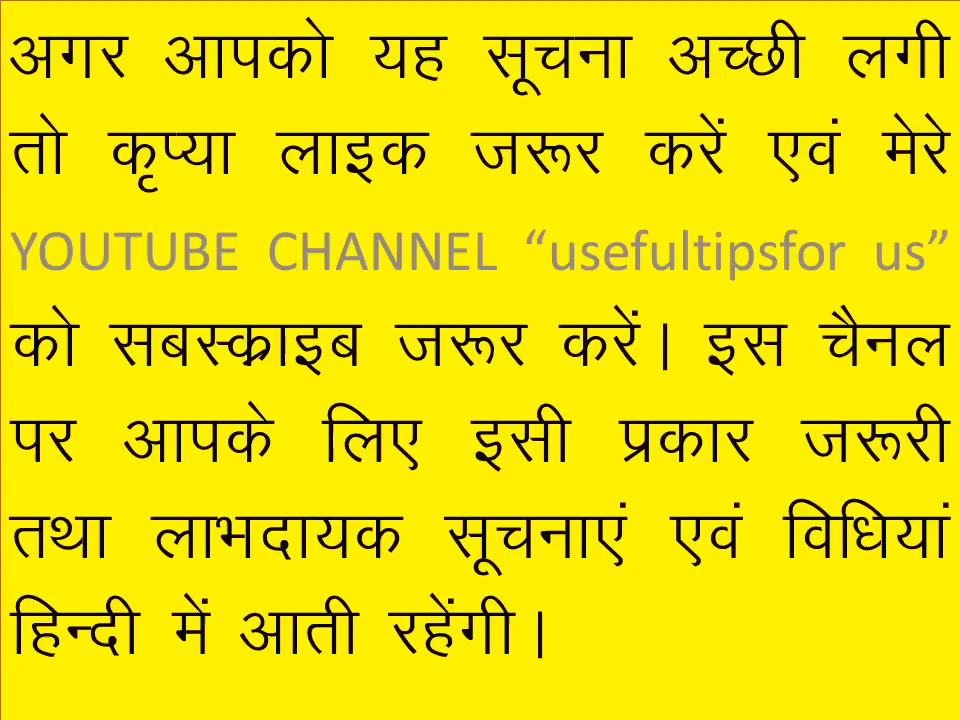 अगर आपको यह सूचना अच्छी लगी
तो कृप्या लाइक जरूर करें एवं मेरे
YOUTUBE CHANNEL “usefultipsfor us”
को सबस्क्राइब जरूर करें। इस चैनल
पर आपके लिए इसी प्रकार जरूरी
तथा लाभदायक सूचनाएं एवं विधियां
हिन्दी में आती रहेंगी।